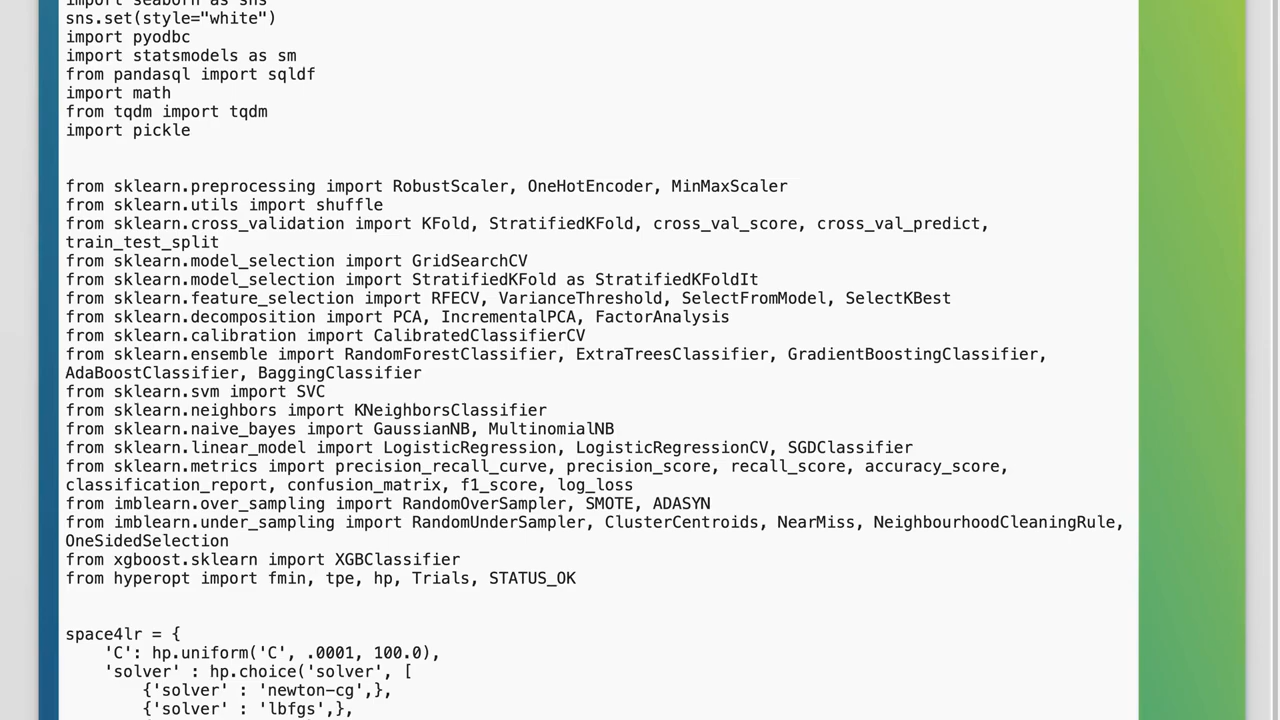 import seaborn as sns
sns.set(style="white")
import pyodbc
import statsmodels as sm
from pandasql import sqldf
import math
from tqdm import tqdm
import pickle
from sklearn.preprocessing import RobustScaler, OneHotEncoder, MinMaxScaler
from sklearn.utils import shuffle
from sklearn.cross_validation import KFold, StratifiedKFold, cross_val_score, cross_val_predict,
train_test_split
from sklearn.model_selection import GridSearchCV
from sklearn.model_selection import StratifiedKFold as StratifiedKFoldIt
from sklearn.feature_selection import RFECV, VarianceThreshold, SelectFromModel, SelectKBest
from sklearn.decomposition import PCA, IncrementalPCA, FactorAnalysis
from sklearn.calibration import CalibratedClassifierCV
from sklearn.ensemble import RandomForestClassifier, ExtraTreesClassifier, GradientBoostingClassifier,
AdaBoostClassifier, BaggingClassifier
from sklearn.svm import SVC
from sklearn.neighbors import KNeighborsClassifier
from sklearn.naive_bayes import GaussianNB, MultinomialNB
from sklearn.linear_model import LogisticRegression, LogisticRegressionCV, SGDClassifier
from sklearn.metrics import precision_recall_curve, precision_score, recall_score, accuracy_score,
classification_report, confusion_matrix, f1_score, log_loss
from imblearn.over_sampling import RandomOverSampler, SMOTE, ADASYN
from imblearn.under_sampling import RandomUnderSampler, ClusterCentroids, NearMiss, NeighbourhoodCleaningRule,
OneSidedSelection
from xgboost.sklearn import XGBClassifier
from hyperopt import fmin, tpe, hp, Trials, STATUS_OK
space4lr = {
    'C': hp.uniform('C', .0001, 100.0),
    'solver' : hp.choice('solver', [
        {'solver' : 'newton-cg',},
        {'solver' : 'lbfgs',},